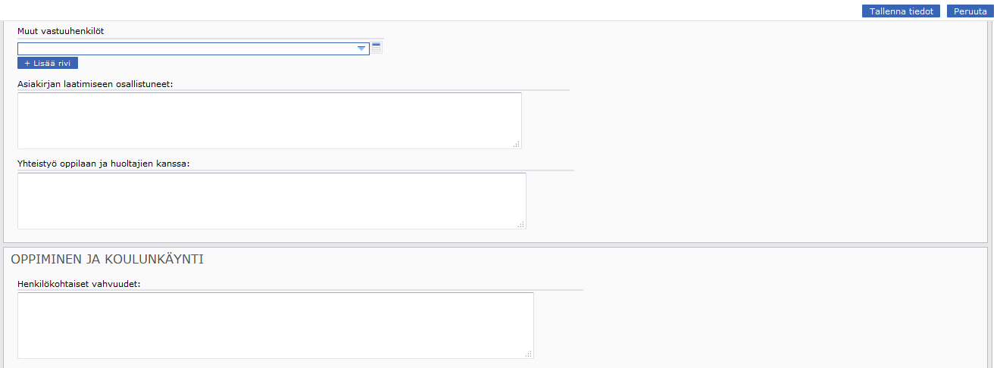 Tallenna tiedot Peruuta
Muut vastuuhenkilöt
+ Lisää rivi
Asiakirjan laatimiseen osallistuneet:
Yhteistyö oppilaan ja huoltajien kanssa:
OPPIMINEN JA KOULUNKÄYNTI
Henkilökohtaiset vahvuudet: